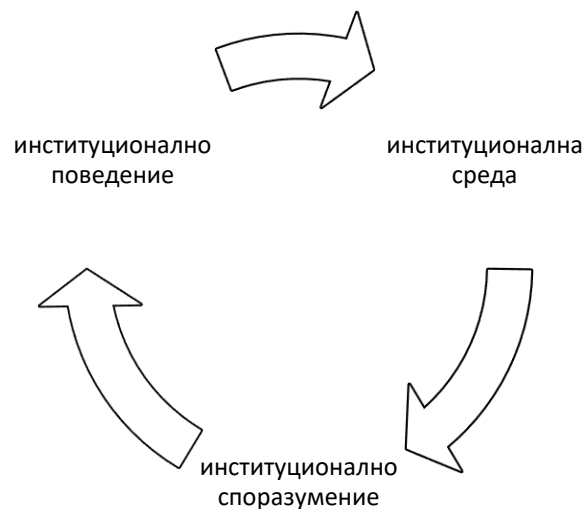 институционално
поведение
институционална
среда
институционално
споразумение